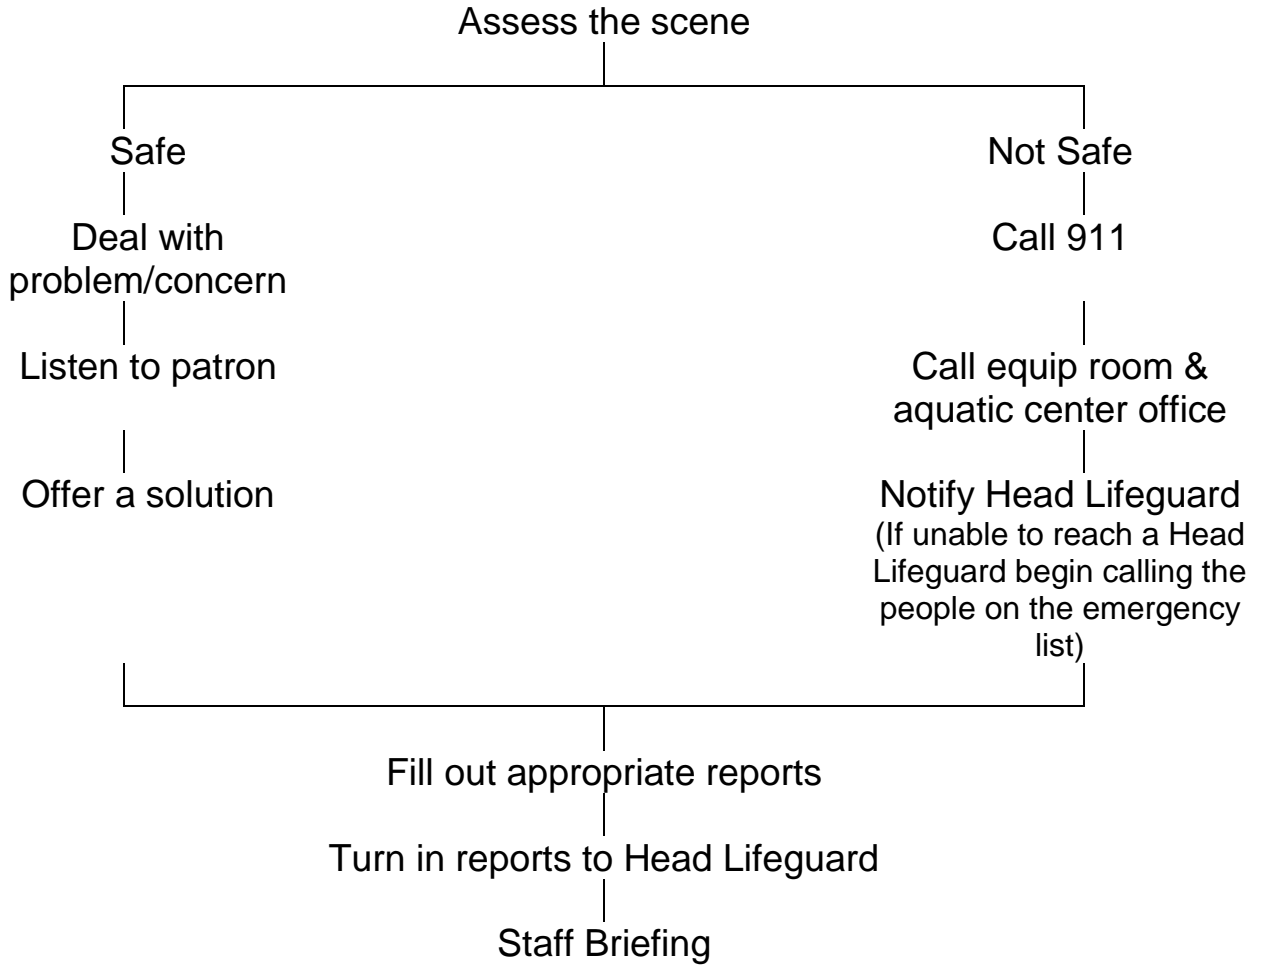 Assess the scene
Safe
Deal with
problem/concern
Listen to patron
Offer a solution
Not Safe
Call 911
Call equip room &
aquatic center office
Notify Head Lifeguard
(If unable to reach a Head
Lifeguard begin calling the
people on the emergency
list)
Fill out appropriate reports
Turn in reports to Head Lifeguard
Staff Briefing